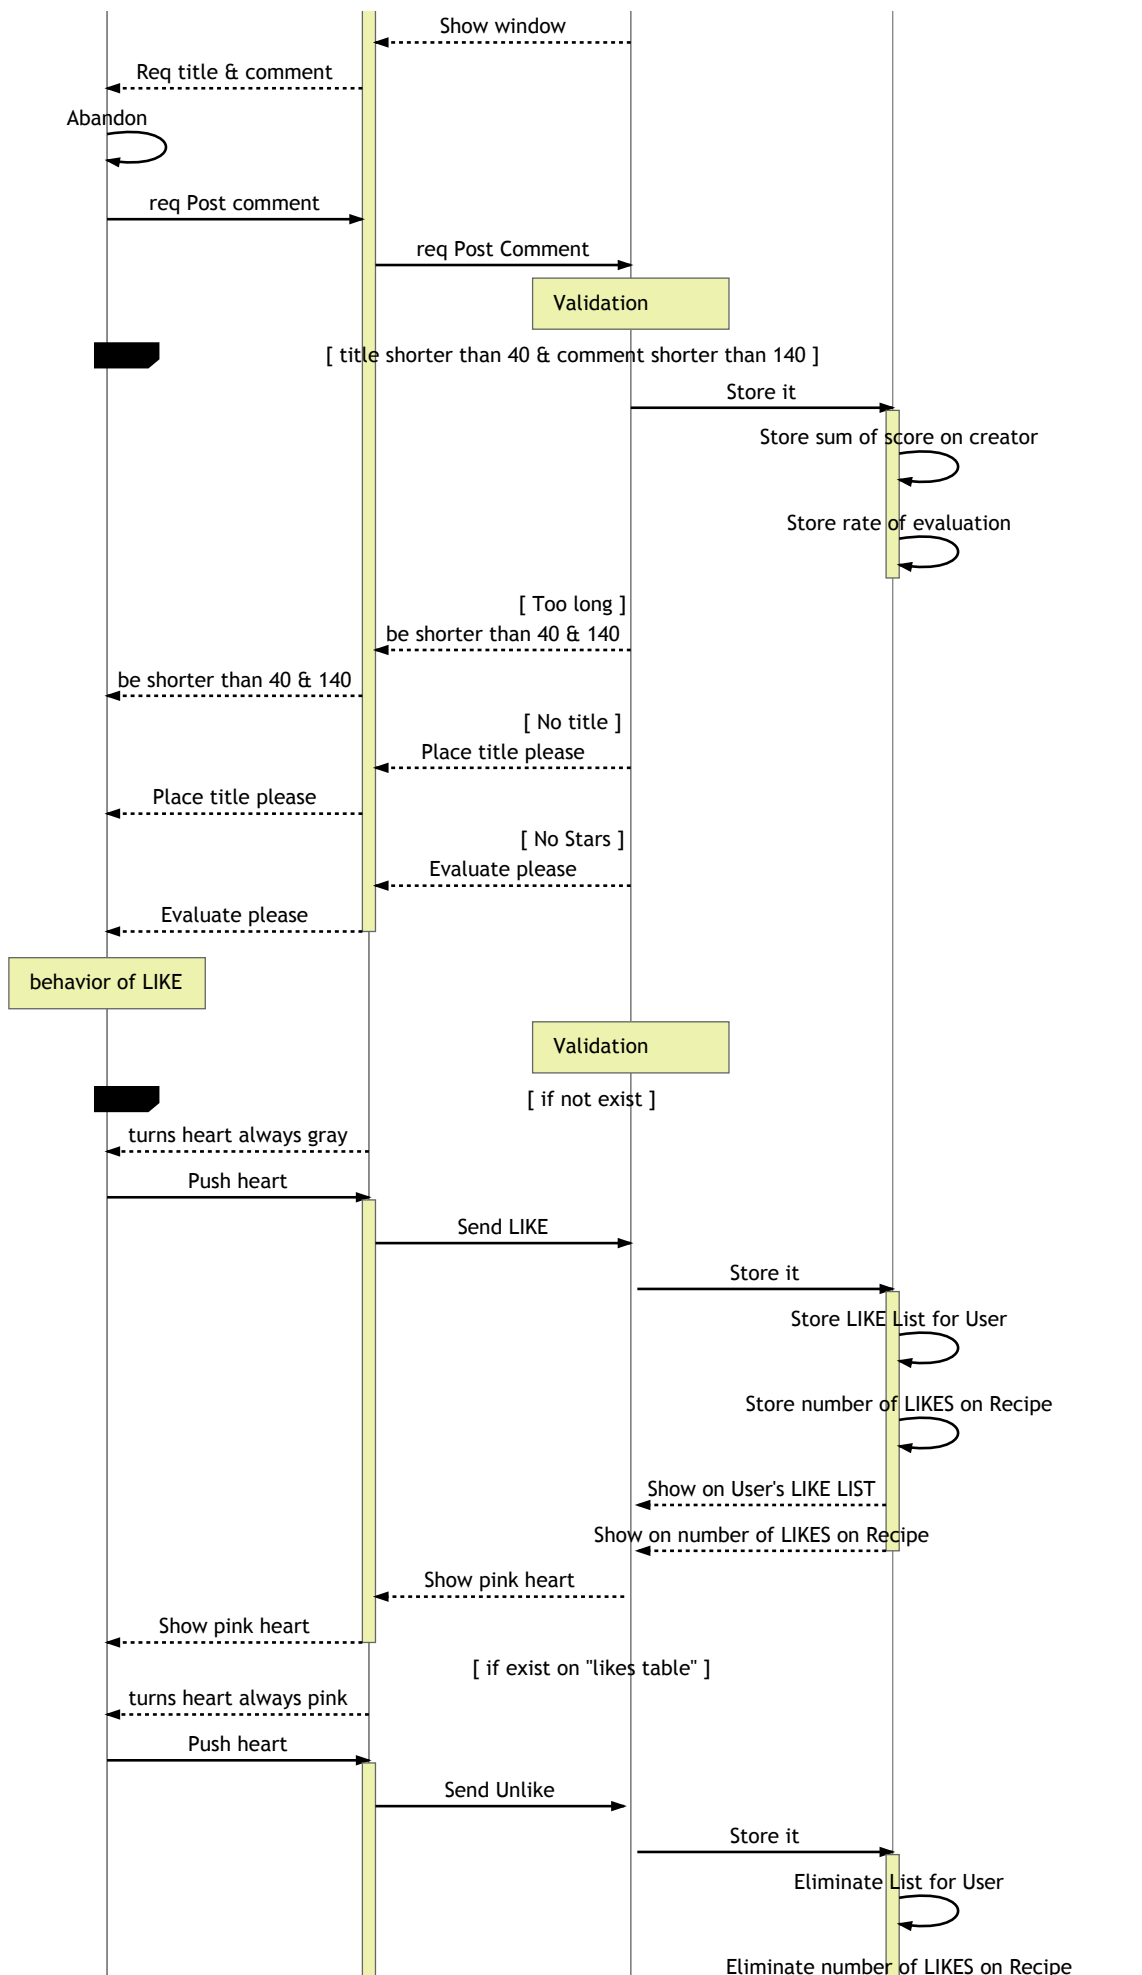 Show window
Req title & comment
Abandon
req Post comment
req Post Comment
Validation
[ title shorter than 40 & comment shorter than 140 ]
Store it
Store sum of score on creator
Store rate of evaluation
[ Too long ]
be shorter than 40 & 140
be shorter than 40 & 140
[ No title ]
Place title please
Place title please
[ No Stars ]
Evaluate please
Evaluate please
behavior of LIKE
Validation
[ if not exist ]
turns heart always gray
Push heart
Send LIKE
Store it
Store LIKE List for User
Store number of LIKES on Recipe
Show on User's LIKE LIST
Show on number of LIKES on Recipe
Show pink heart
Show pink heart
[ if exist on "likes table" ]
turns heart always pink
Push heart
Send Unlike
Store it
Eliminate List for User
Eliminate number of LIKES on Recipe